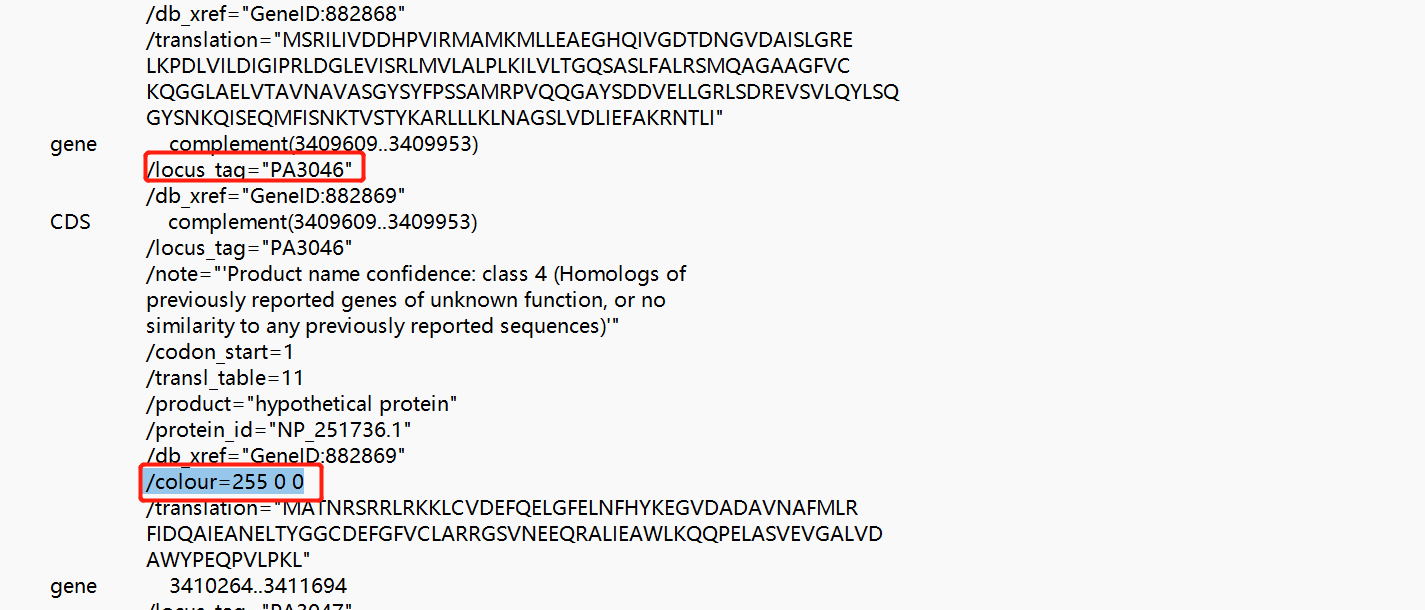 /db_xref="GeneID:882868"
/translation="MSRILIVDDHPVIRMAMKMLLEAEGHQIVGDTDNGVDAISLGRE
LKPDLVILDIGIPRLDGLEVISRLMVLALPLKILVLTGQSASLFALRSMQAGAAGFVC
KQGGLAELVTAVNAVASGYSYFPSSAMRPVQQGAYSDDVELLGRLSDREVSVLQYLSQ
GYSNKQISEQMFISNKTVSTYKARLLLKLNAGSLVDLIEFAKRNTLI"
gene complement(3409609..3409953)
/locus_tag="PA3046"
/db_xref="GeneID:882869"
CDS complement(3409609..3409953)
/locus_tag="PA3046"
/note="'Product name confidence: class 4 (Homologs of
previously reported genes of unknown function, or no
similarity to any previously reported sequences)'"
/codon_start=1
/transl_table=11
/product="hypothetical protein"
/protein_id="NP_251736.1"
/db_xref="GeneID:882869"
/colour=255 0 0
/translation="MATNRSRRLRKKLCVDEFQELGFELNFHYKEGVDADAVNAFMLR
FIDQAIEANELTYGGCDEFGFVCLARRGSVNEEQRALIEAWLKQQPELASVEVGALVD
AWYPEQPVLPKL"
gene 3410264..3411694
/locus_tag="PA3047"